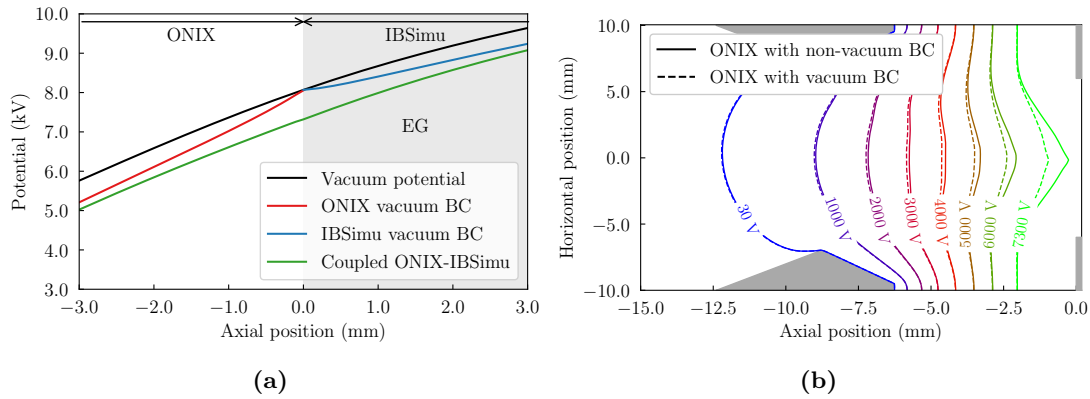 10.0
9.0
8.0
7.0
6.0
5.0
4.0
3.0
Potential (kV)
ONIX
IBSimu
EG
Vacuum potential
ONIX vacuum BC
IBSimu vacuum BC
Coupled ONIX-IBSimu
−3.0 −2.0 −1.0 0.0 1.0 2.0 3.0
Axial position (mm)
(a)
10.0
5.0
0.0
−5.0
−10.0
Horizontal position (mm)
ONIX with non-vacuum BC
ONIX with vacuum BC
30 V
1000 V
2000 V
3000 V
4000 V
5000 V
6000 V
7300 V
−15.0 −12.5 −10.0 −7.5 −5.0 −2.5 0.0
Axial position (mm)
(b)